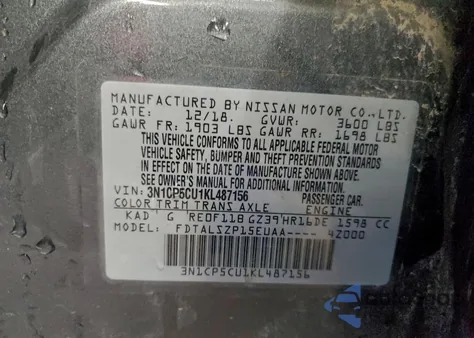 MANUFACTURED BY NISSAN MOTOR CO., LTD.
DATE: 12/18. GVWR: 3600 LBS
GAWR FR: 1903 LBS GAWR RR: 1698 LBS
THIS VEHICLE CONFORMS TO ALL APPLICABLE FEDERAL MOTOR
VEHICLE SAFETY, BUMPER AND THEFT PREVENTION STANDARDS
IN EFFECT ON THE DATE OF MANUFACTURE SHOWN ABOVE.
SEE OWNER'S MANUAL FOR ADDITIONAL INFORMATION.
VIN: 3N1CP5CU1KL487156 PASSENGER CAR.
COLOR TRIM TRANS AXLE ENGINE
KAD G RE0F11B GZ39 HR16DE 1598 CC
MODEL: FDTALSZP15EUAA---- 42000
3N1CP5CU1KL487156